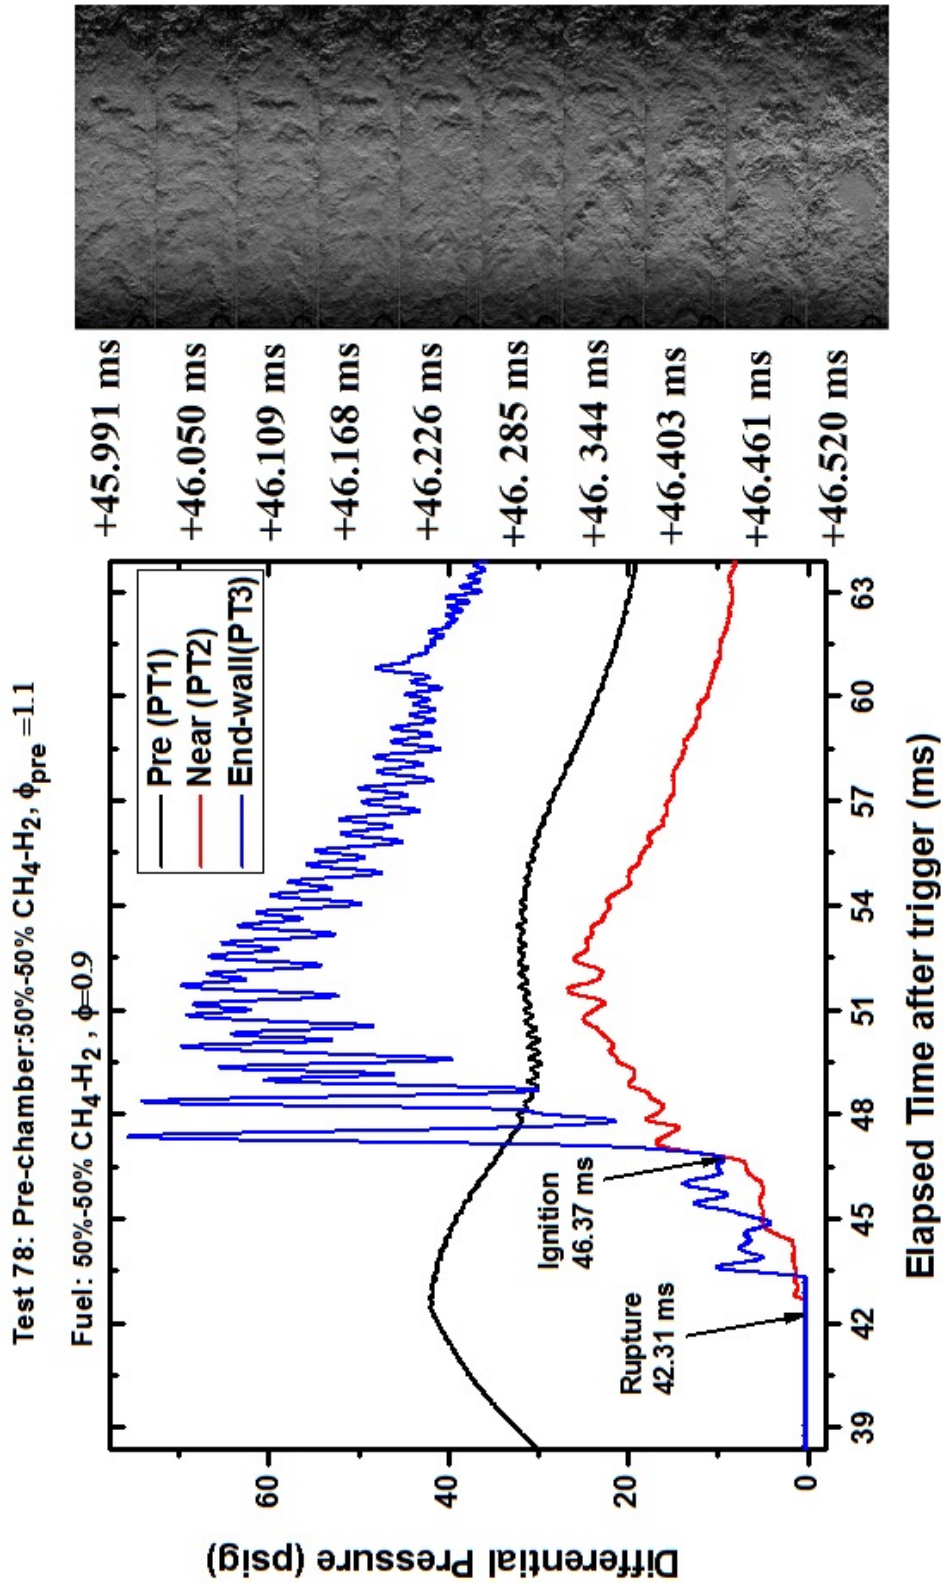 Test 78: Pre-chamber:50%-50% CH₄-H₂, ϕpre=1.1
Fuel: 50%-50% CH₄-H₂, ϕ=0.9
Differential Pressure (psig)
60
40
20
0
Pre (PT1)
Near (PT2)
End-wall(PT3)
Rupture
42.31 ms
Ignition
46.37 ms
39
42
45
48
51
54
57
60
63
Elapsed Time after trigger (ms)
+45.991 ms
+46.050 ms
+46.109 ms
+46.168 ms
+46.226 ms
+46. 285 ms
+46. 344 ms
+46.403 ms
+46.461 ms
+46.520 ms